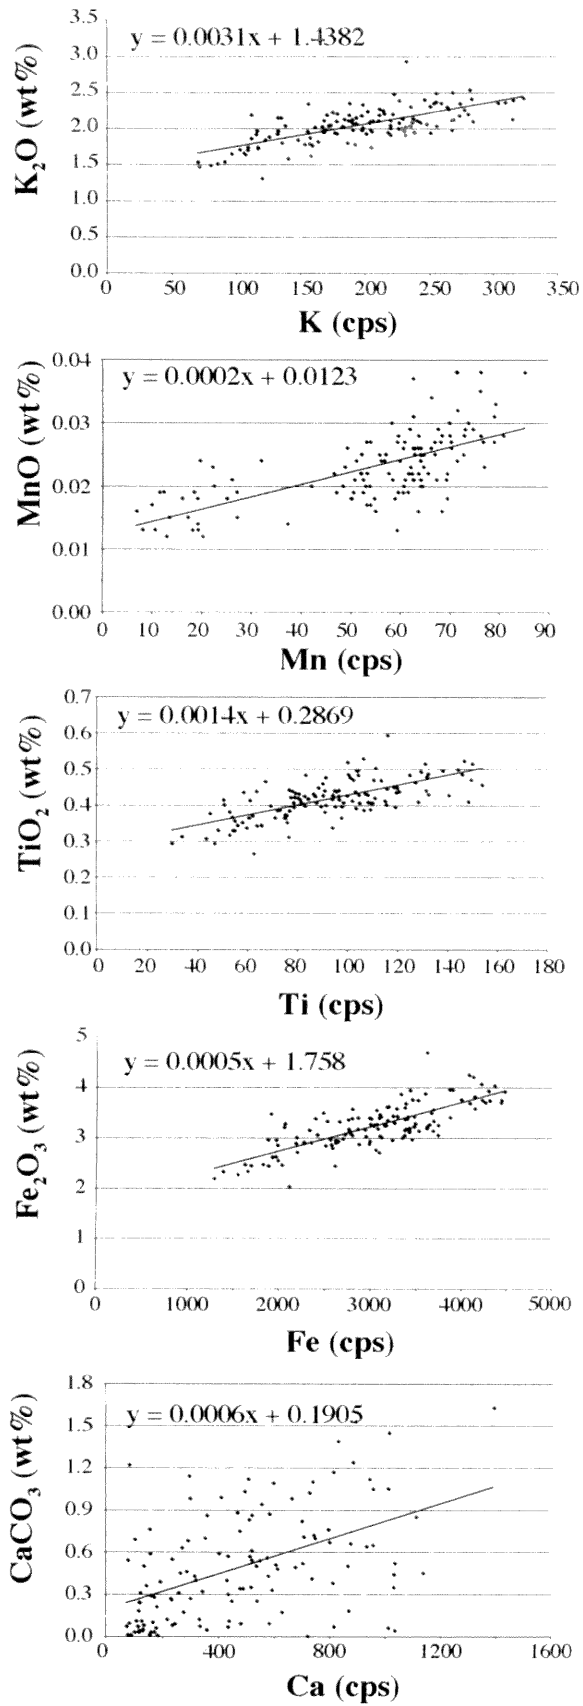 y = 0.0031x + 1.4382
K2O (wt%)
3.5
3.0
2.5
2.0
1.5
1.0
0.5
0.0
0 50 100 150 200 250 300 350
K (cps)
y = 0.0002x + 0.0123
MnO (wt%)
0.04
0.03
0.02
0.01
0.00
0 10 20 30 40 50 60 70 80 90
Mn (cps)
y = 0.0014x + 0.2869
TiO2 (wt%)
0.7
0.6
0.5
0.4
0.3
0.2
0.1
0.0
0 20 40 60 80 100 120 140 160 180
Ti (cps)
y = 0.0005x + 1.758
Fe2O3 (wt%)
5
4
3
2
1
0
0 1000 2000 3000 4000 5000
Fe (cps)
y = 0.0006x + 0.1905
CaCO3 (wt%)
1.8
1.5
1.2
0.9
0.6
0.3
0.0
0 400 800 1200 1600
Ca (cps)